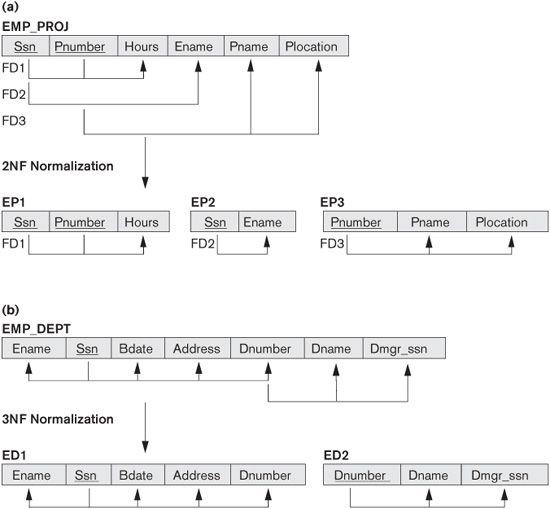 (a)
EMP_PROJ
Ssn Pnumber Hours Ename Pname Plocation
FD1
FD2
FD3
2NF Normalization
EP1 EP2 EP3
Ssn Pnumber Hours Ssn Ename Pnumber Pname Plocation
FD1 FD2 FD3
(b)
EMP_DEPT
Ename Ssn Bdate Address Dnumber Dname Dmgr_ssn
3NF Normalization
ED1 ED2
Ename Ssn Bdate Address Dnumber Dnumber Dname Dmgr_ssn